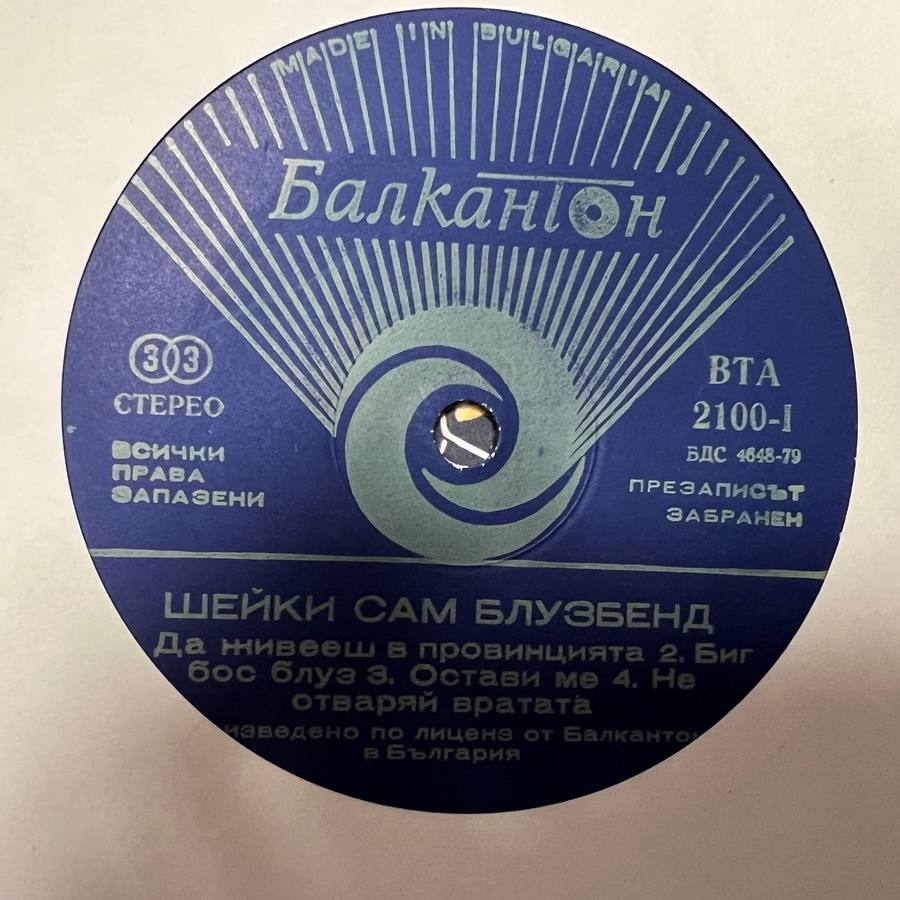 MADE IN BULGARIA
Балкантон
33
СТЕРЕО
ВСИЧКИ
ПРАВА
ЗАПАЗЕНИ
ВТА
2100-I
БДС 4848-79
ПРЕЗАПИСЪТ
ЗАБРАНЕН
ШЕЙКИ САМ БЛУЗБЕНД
Да живееш в провинцията 2. Биг
бос блуз 3. Остави ме 4. Не
отваряй вратата
изведено по лиценз от Балканто
в България